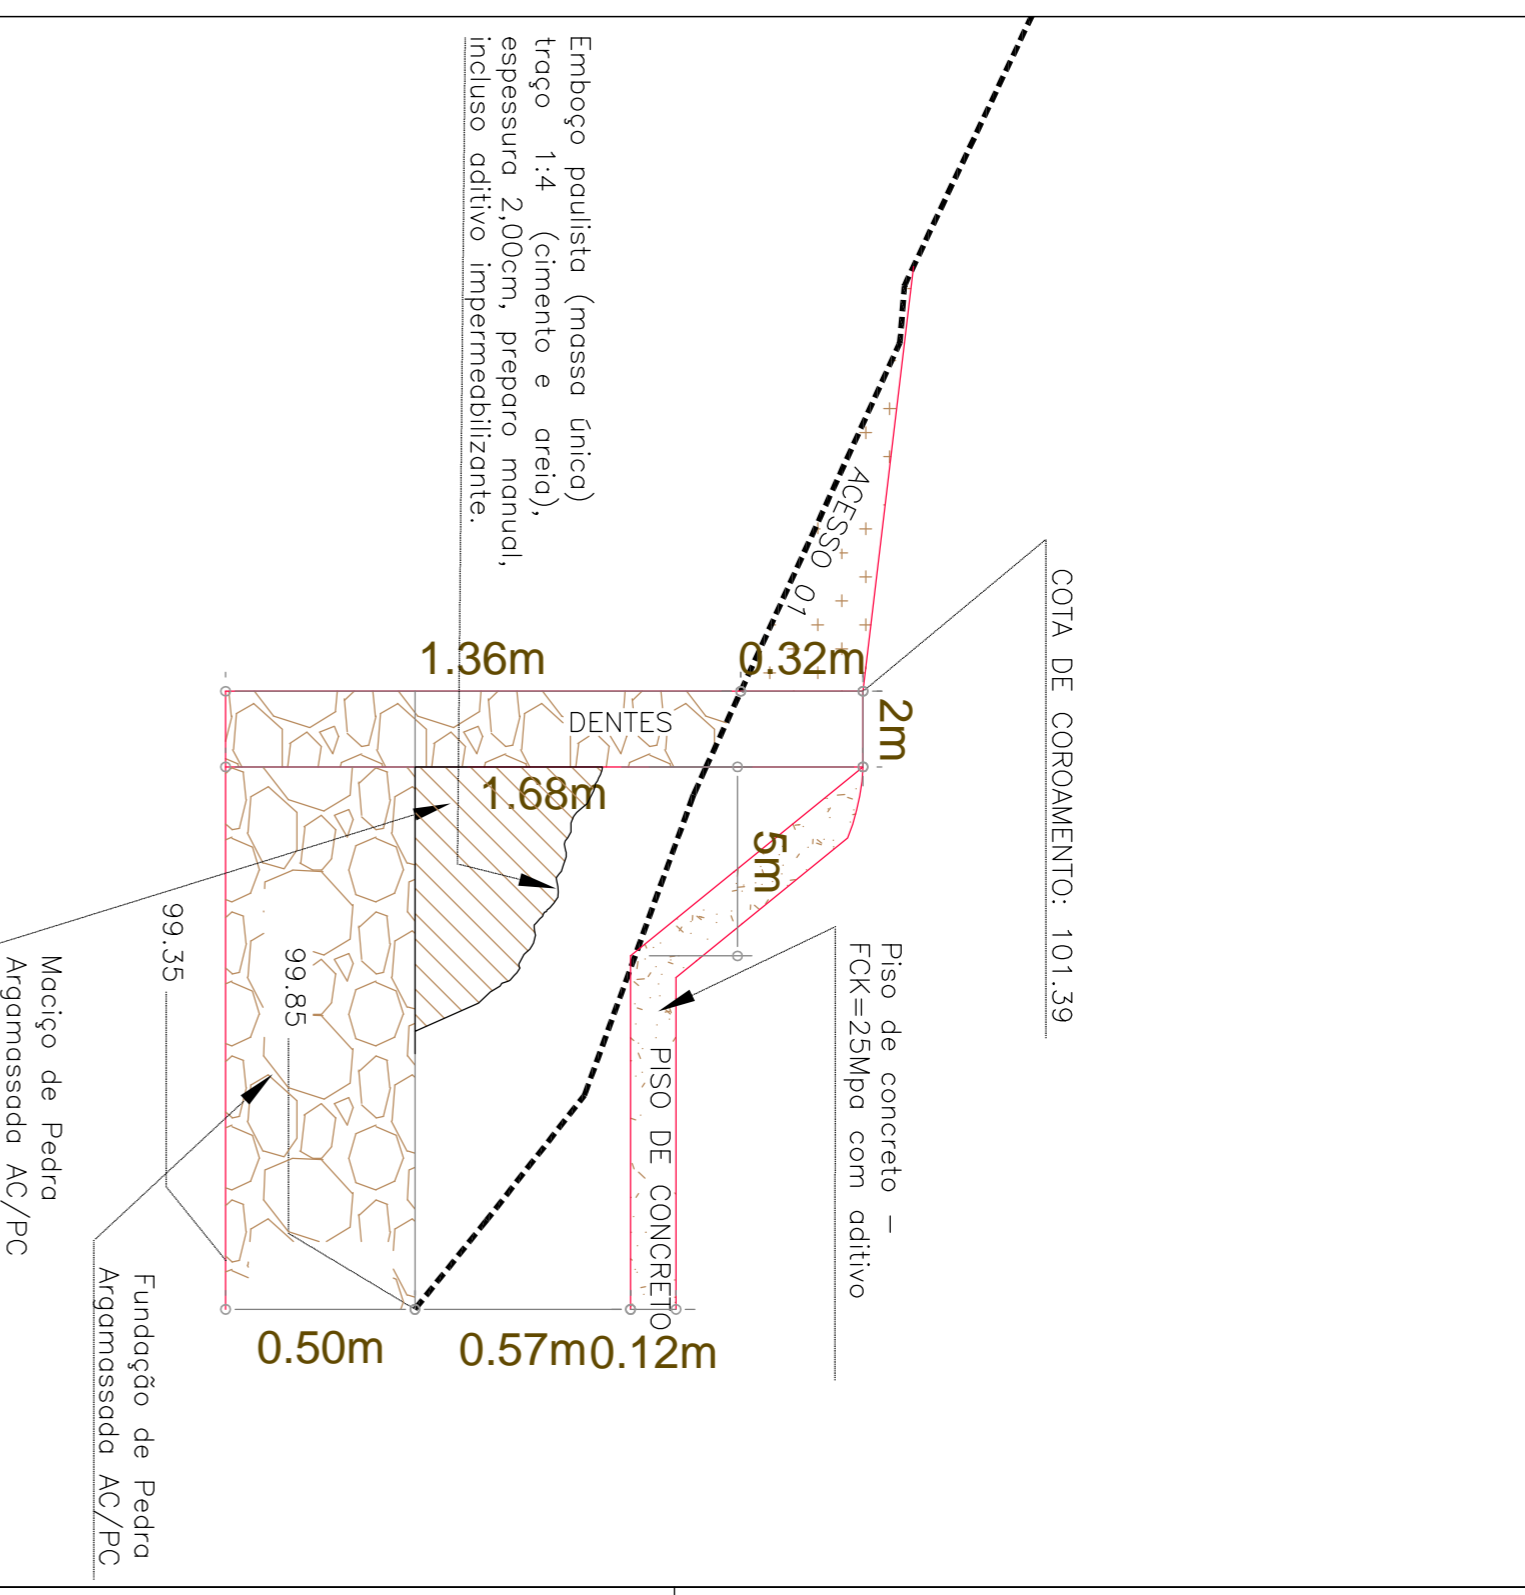 COTA DE COROAMENTO: 101.39
Piso de concreto –
FCK=25Mpa com aditivo
Emboço paulista (massa única)
traço 1:4 (cimento e areia),
espessura 2,00cm, preparo manual,
incluso aditivo impermeabilizante.
ACESSO 01
1.36m
0.32m
2m
DENTES
1.68m
5m
PISO DE CONCRETO
99.85
99.35
0.50m
0.57m
0.12m
Fundação de Pedra
Argamassada AC/PC
Maciço de Pedra
Argamassada AC/PC